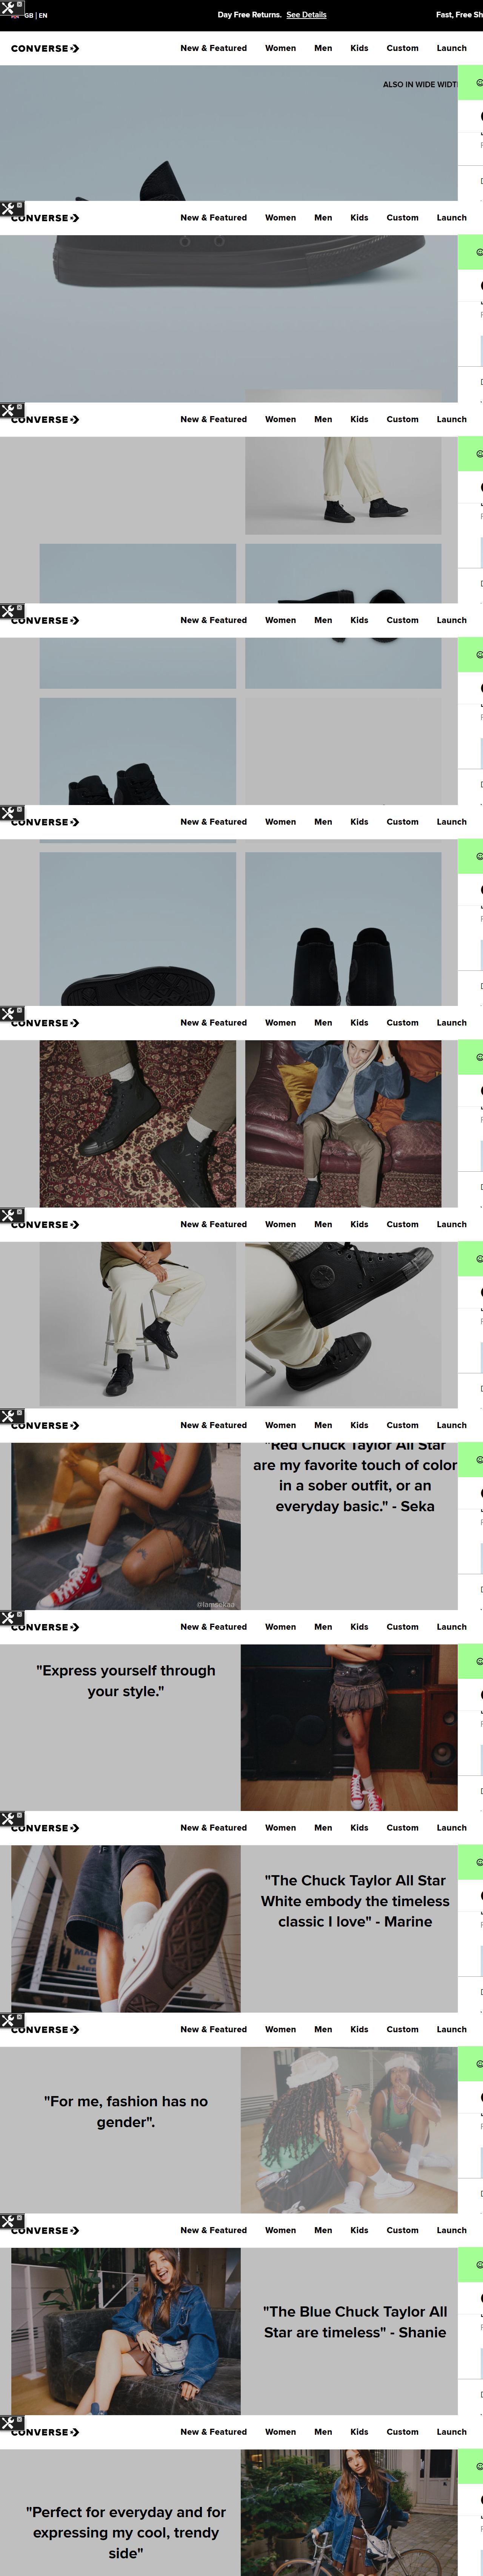 GB | EN
Day Free Returns. See Details
Fast, Free Sh
CONVERSE
New & Featured Women Men Kids Custom Launch
ALSO IN WIDE WIDT
CONVERSE
New & Featured Women Men Kids Custom Launch
CONVERSE
New & Featured Women Men Kids Custom Launch
CONVERSE
New & Featured Women Men Kids Custom Launch
CONVERSE
New & Featured Women Men Kids Custom Launch
CONVERSE
New & Featured Women Men Kids Custom Launch
CONVERSE
New & Featured Women Men Kids Custom Launch
CONVERSE
New & Featured Women Men Kids Custom Launch
"Red Chuck Taylor All Star
are my favorite touch of color
in a sober outfit, or an
everyday basic." - Seka
@Iamsekaa
CONVERSE
New & Featured Women Men Kids Custom Launch
"Express yourself through
your style."
CONVERSE
New & Featured Women Men Kids Custom Launch
"The Chuck Taylor All Star
White embody the timeless
classic I love" - Marine
CONVERSE
New & Featured Women Men Kids Custom Launch
"For me, fashion has no
gender".
CONVERSE
New & Featured Women Men Kids Custom Launch
"The Blue Chuck Taylor All
Star are timeless" - Shanie
CONVERSE
New & Featured Women Men Kids Custom Launch
"Perfect for everyday and for
expressing my cool, trendy
side"